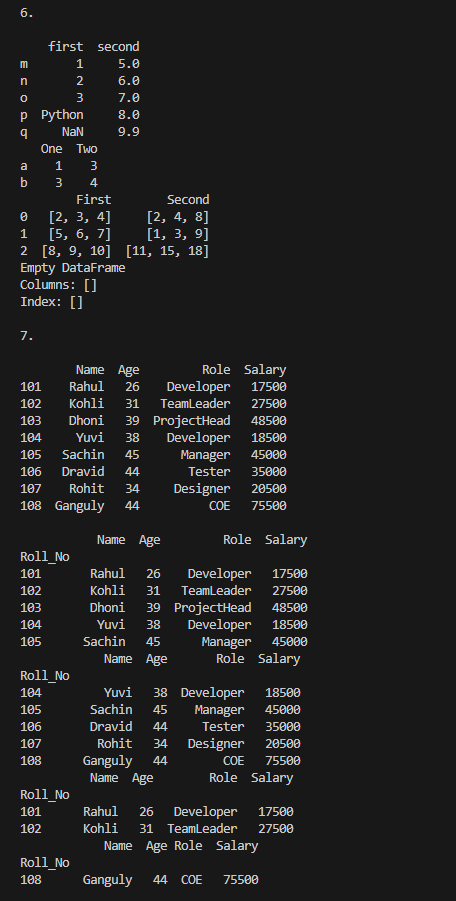 6.
first second
m 1 5.0
n 2 6.0
o 3 7.0
p Python 8.0
q NaN 9.9
One Two
a 1 3
b 3 4
First Second
0 [2, 3, 4] [2, 4, 8]
1 [5, 6, 7] [1, 3, 9]
2 [8, 9, 10] [11, 15, 18]
Empty DataFrame
Columns: []
Index: []
7.
Name Age Role Salary
101 Rahul 26 Developer 17500
102 Kohli 31 TeamLeader 27500
103 Dhoni 39 ProjectHead 48500
104 Yuvi 38 Developer 18500
105 Sachin 45 Manager 45000
106 Dravid 44 Tester 35000
107 Rohit 34 Designer 20500
108 Ganguly 44 COE 75500
Name Age Role Salary
Roll_No
101 Rahul 26 Developer 17500
102 Kohli 31 TeamLeader 27500
103 Dhoni 39 ProjectHead 48500
104 Yuvi 38 Developer 18500
105 Sachin 45 Manager 45000
Name Age Role Salary
Roll_No
104 Yuvi 38 Developer 18500
105 Sachin 45 Manager 45000
106 Dravid 44 Tester 35000
107 Rohit 34 Designer 20500
108 Ganguly 44 COE 75500
Name Age Role Salary
Roll_No
101 Rahul 26 Developer 17500
102 Kohli 31 TeamLeader 27500
Name Age Role Salary
Roll_No
108 Ganguly 44 COE 75500